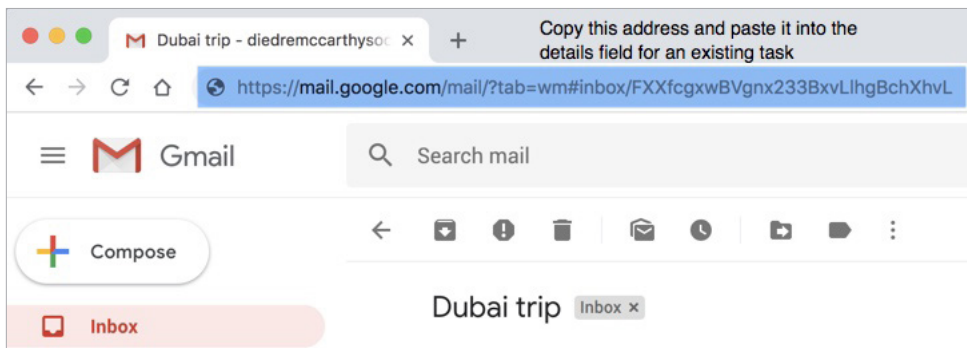 Dubai trip - diedremccarthysoc
Copy this address and paste it into the
details field for an existing task
https://mail.google.com/mail/?tab=wm#inbox/FXXfcgxwBVgnx233BxvLlhgBchXhvL
Gmail
Search mail
Compose
Dubai trip Inbox ×
Inbox